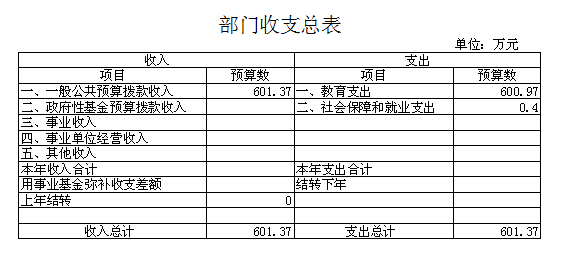 部门收支总表
单位：万元
收入 支出
项目 预算数 项目 预算数
一、一般公共预算拨款收入 601.37 一、教育支出 600.97
二、政府性基金预算拨款收入 二、社会保障和就业支出 0.4
三、事业收入
四、事业单位经营收入
五、其他收入
本年收入合计 本年支出合计
用事业基金弥补收支差额 结转下年
上年结转 0
收入总计 601.37 支出总计 601.37